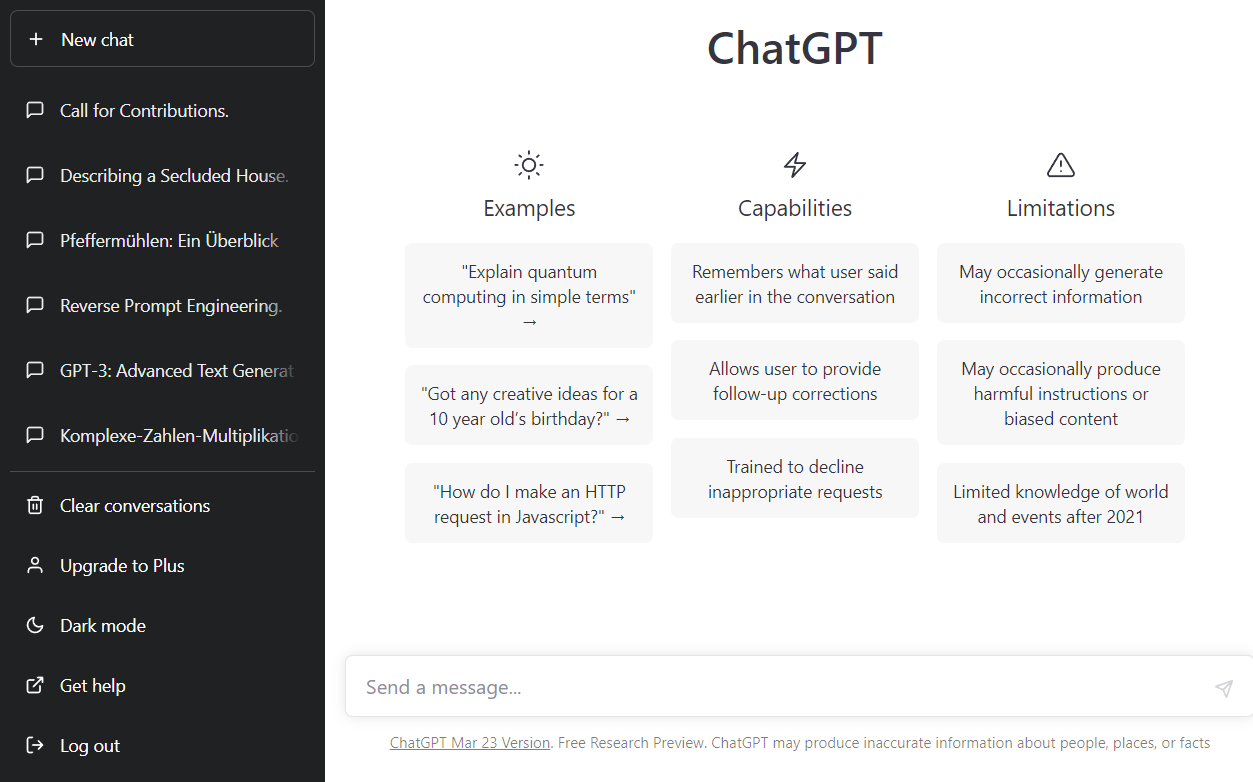 New chat
Call for Contributions.
Describing a Secluded House.
Pfeffermühlen: Ein Überblick
Reverse Prompt Engineering.
GPT-3: Advanced Text Generat
Komplexe-Zahlen-Multiplikatio
Clear conversations
Upgrade to Plus
Dark mode
Get help
Log out
ChatGPT
Examples
"Explain quantum
computing in simple terms"
→
"Got any creative ideas for a
10 year old’s birthday?" →
"How do I make an HTTP
request in Javascript?" →
Capabilities
Remembers what user said
earlier in the conversation
Allows user to provide
follow-up corrections
Trained to decline
inappropriate requests
Limitations
May occasionally generate
incorrect information
May occasionally produce
harmful instructions or
biased content
Limited knowledge of world
and events after 2021
Send a message...
ChatGPT Mar 23 Version. Free Research Preview. ChatGPT may produce inaccurate information about people, places, or facts